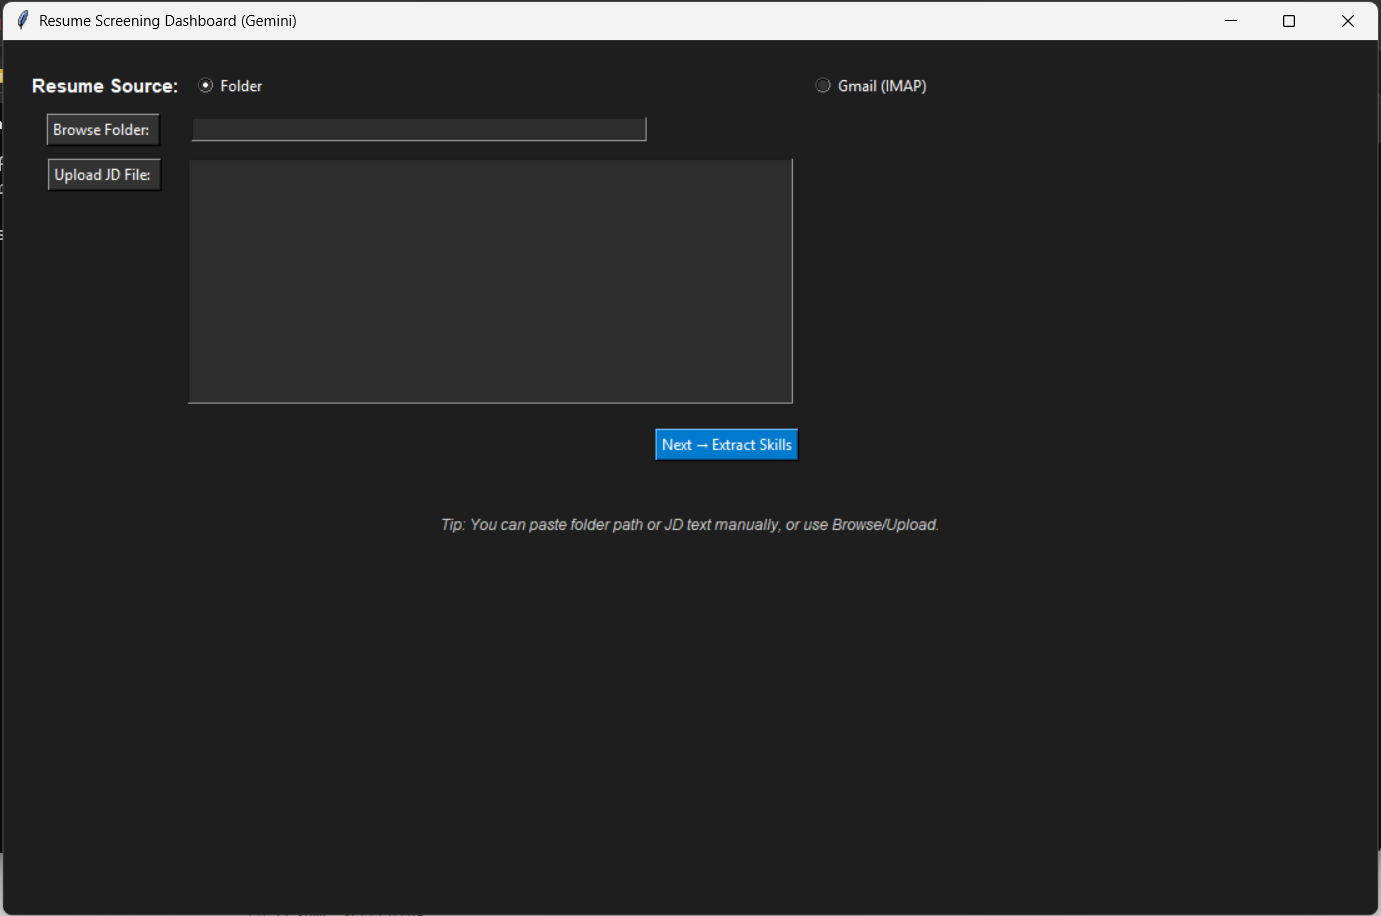 Resume Screening Dashboard (Gemini)
Resume Source: Folder Gmail (IMAP)
Browse Folder:
Upload JD File:
Next → Extract Skills
Tip: You can paste folder path or JD text manually, or use Browse/Upload.